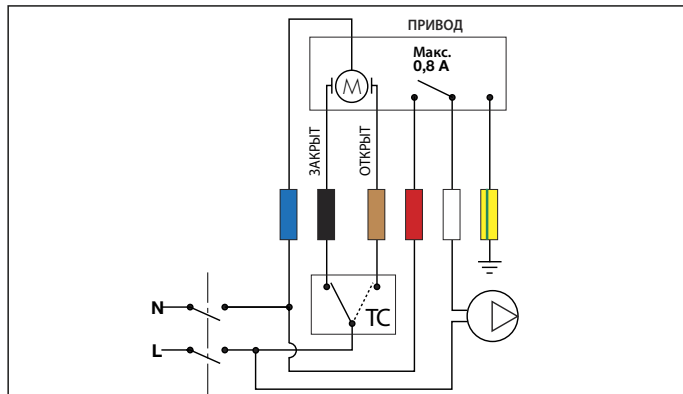 ПРИВОД
Макс.
0,8 А
M
ЗАКРЫТ
ОТКРЫТ
TC
N
L